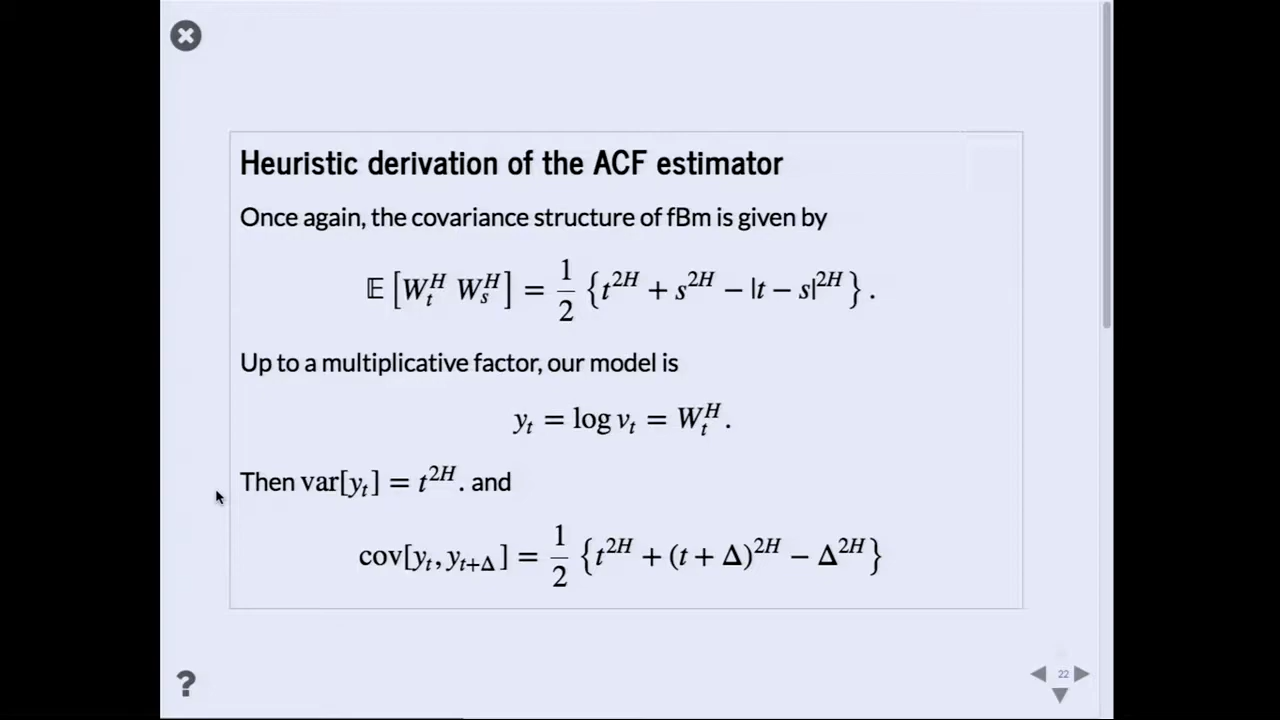 Heuristic derivation of the ACF estimator
Once again, the covariance structure of fBm is given by
𝔼 [W_t^H W_s^H] = 1/2 {t^{2H} + s^{2H} − |t − s|^{2H}} .
Up to a multiplicative factor, our model is
y_t = log v_t = W_t^H .
Then var[y_t] = t^{2H} . and
cov[y_t, y_{t+Δ}] = 1/2 {t^{2H} + (t + Δ)^{2H} − Δ^{2H}}
?
22